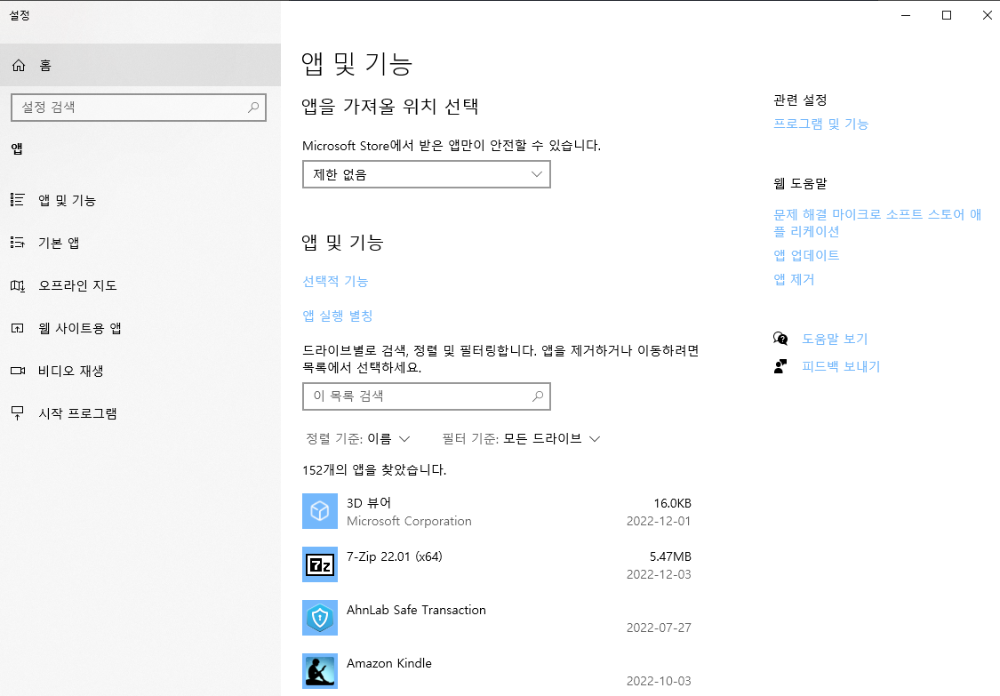 설정
홈
설정 검색
앱
앱 및 기능
기본 앱
오프라인 지도
웹 사이트용 앱
비디오 재생
시작 프로그램
앱 및 기능
앱을 가져올 위치 선택
Microsoft Store에서 받은 앱만이 안전할 수 있습니다.
제한 없음
앱 및 기능
선택적 기능
앱 실행 별칭
드라이브별로 검색, 정렬 및 필터링합니다. 앱을 제거하거나 이동하려면
목록에서 선택하세요.
이 목록 검색
정렬 기준: 이름 필터 기준: 모든 드라이브
152개의 앱을 찾았습니다.
3D 뷰어 16.0KB
Microsoft Corporation 2022-12-01
7z
7-Zip 22.01 (x64) 5.47MB
2022-12-03
AhnLab Safe Transaction
2022-07-27
Amazon Kindle
2022-10-03
관련 설정
프로그램 및 기능
웹 도움말
문제 해결 마이크로 소프트 스토어 애
플 리케이션
앱 업데이트
앱 제거
도움말 보기
피드백 보내기